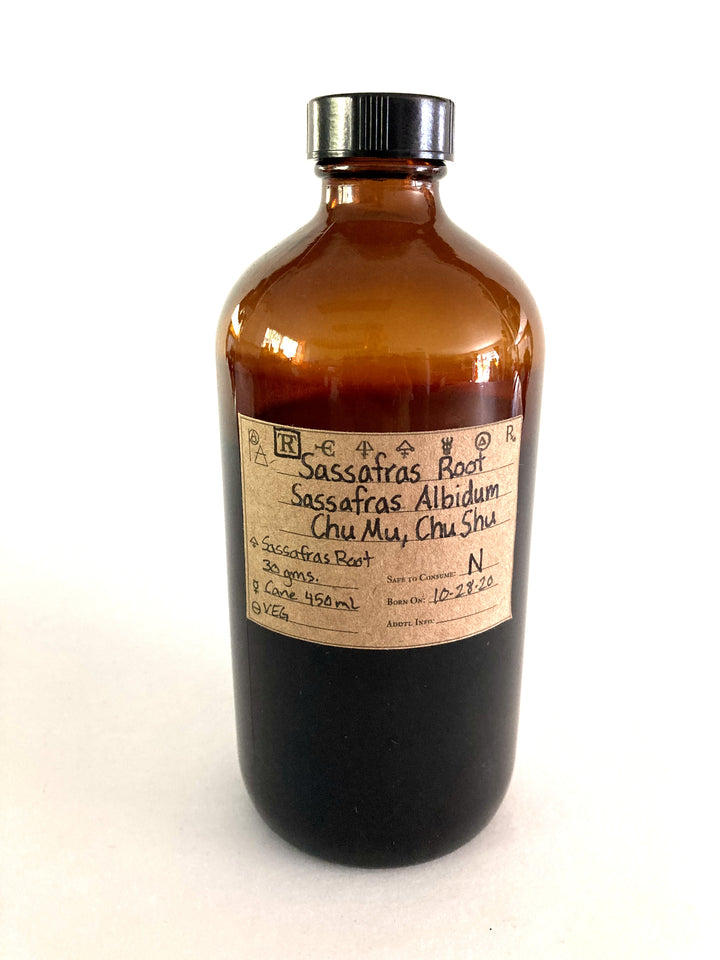 R
Sassafras Root
Sassafras Albidum
Chu Mu, Chu Shu
Sassafras Root
30 gms.
Cane 450 mL
VEG
Safe to Consume: N
Born On: 10-28-20
Addtl Info: